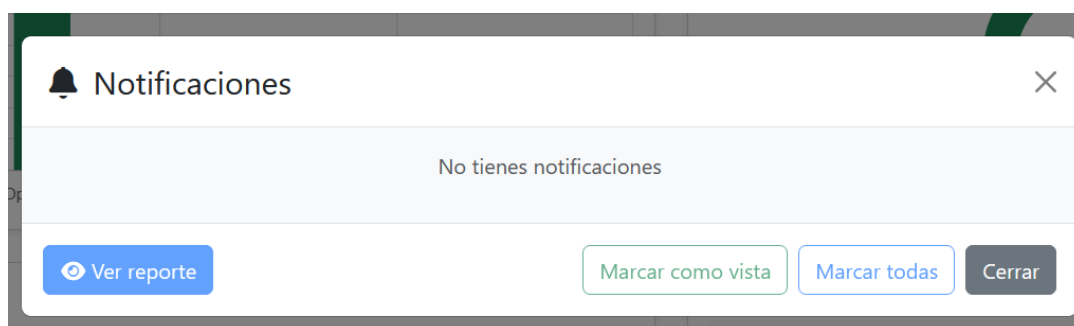 Notificaciones
No tienes notificaciones
Ver reporte
Marcar como vista
Marcar todas
Cerrar